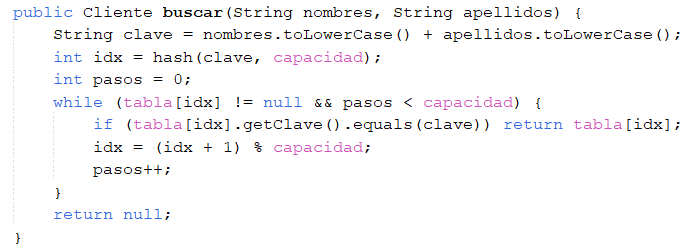 public Cliente buscar(String nombres, String apellidos) {
    String clave = nombres.toLowerCase() + apellidos.toLowerCase();
    int idx = hash(clave, capacidad);
    int pasos = 0;
    while (tabla[idx] != null && pasos < capacidad) {
        if (tabla[idx].getClave().equals(clave)) return tabla[idx];
        idx = (idx + 1) % capacidad;
        pasos++;
    }
    return null;
}